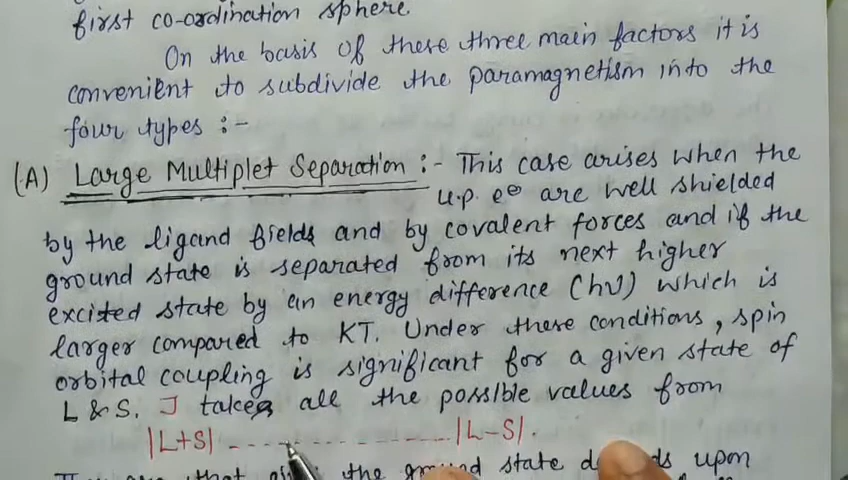 first co-ordination sphere
On the basis of these three main factors it is
convenient to subdivide the paramagnetism into the
four types :-
(A) Large Multiplet Separation :- This case arises when the
u.p. e⊖ are well shielded
by the ligand fields and by covalent forces and if the
ground state is separated from its next higher
excited state by an energy difference (hν) which is
larger compared to KT. Under these conditions, spin
orbital coupling is significant for a given state of
L & S. J takes all the possible values from
|L+S| - - - - - - - - - - - - - |L-S|.
the ground state upon